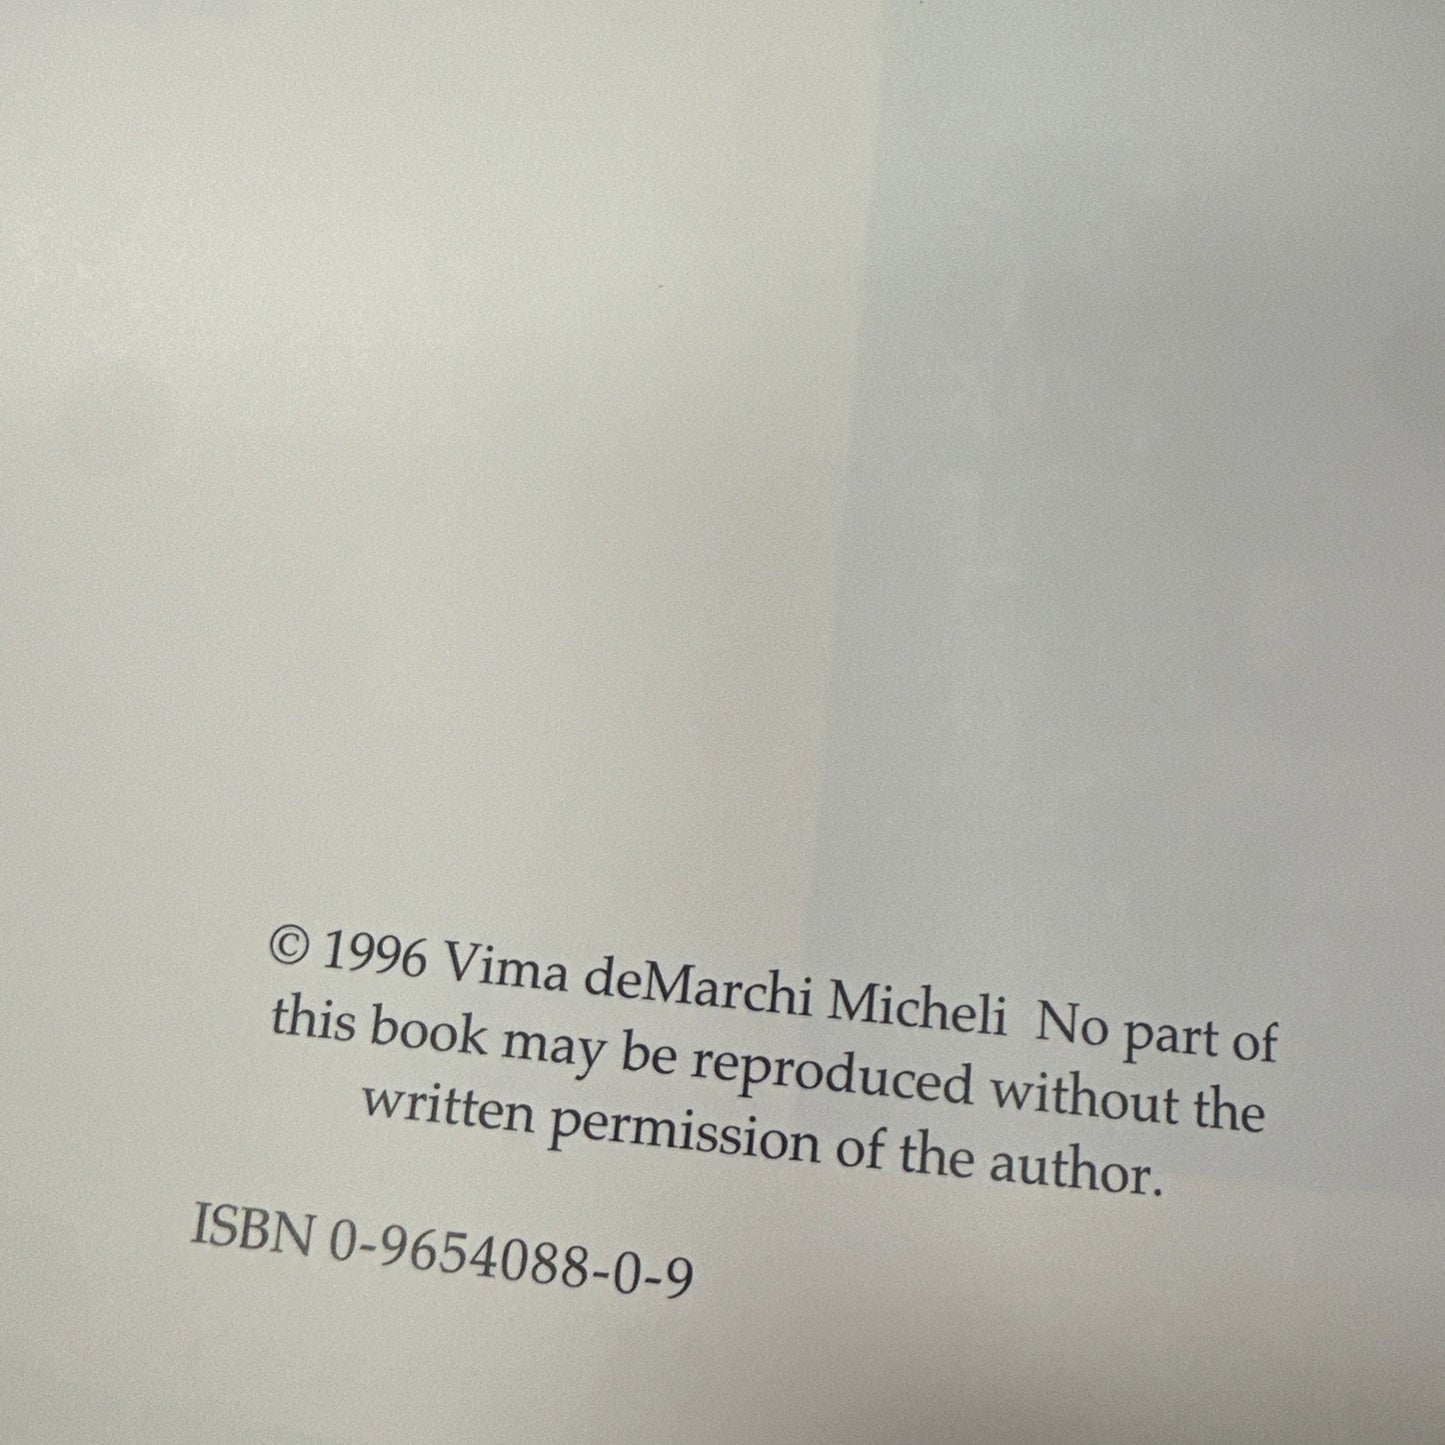 © 1996 Vima deMarchi Micheli No part of
this book may be reproduced without the
written permission of the author.
ISBN 0-9654088-0-9